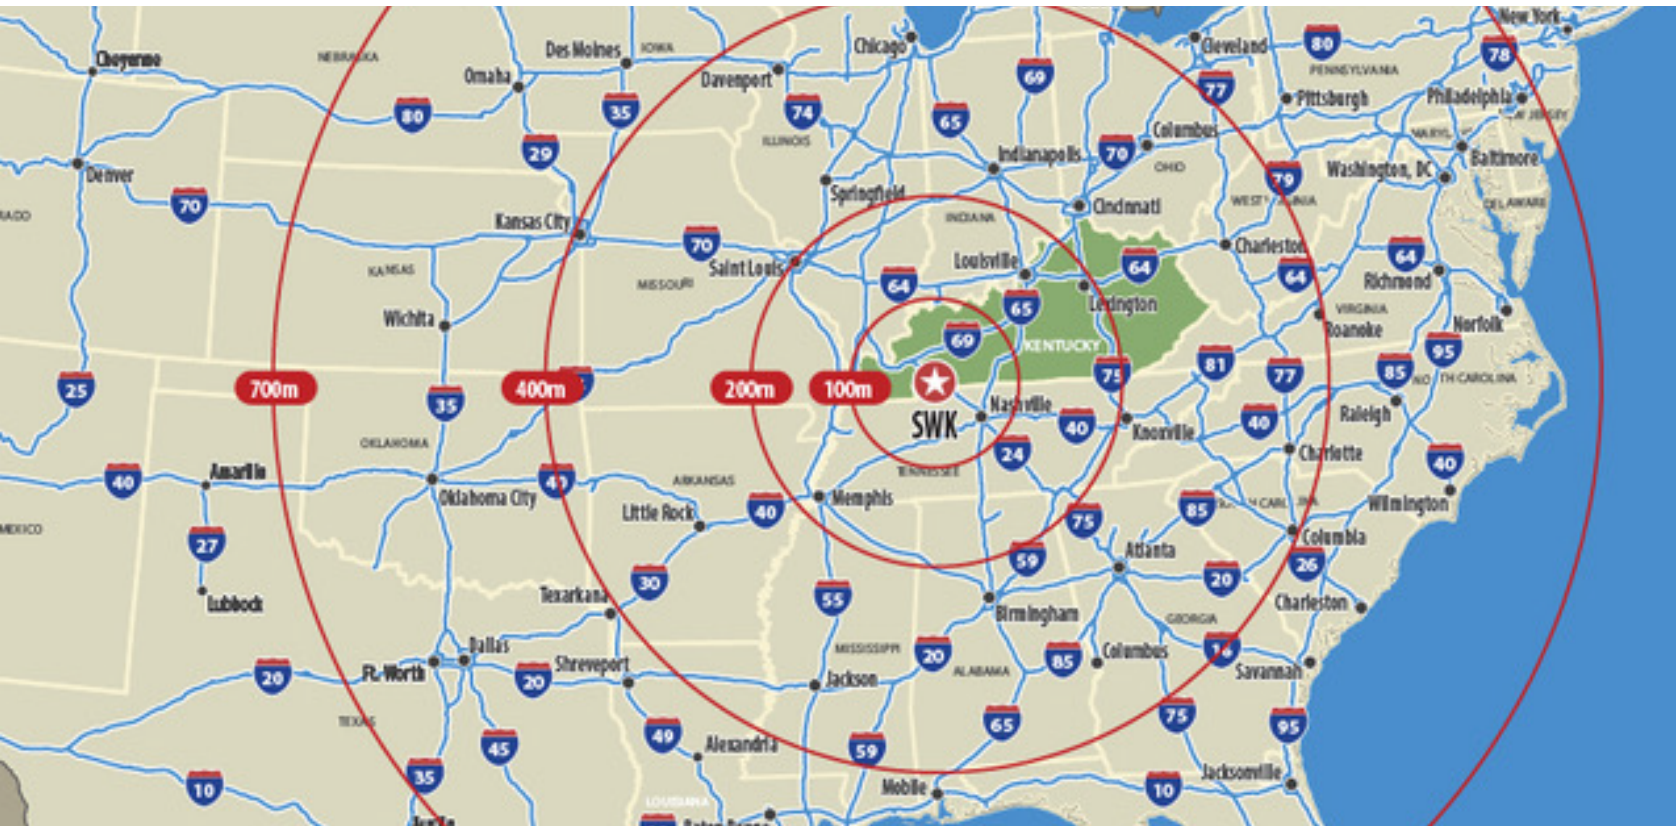 New York
Cheyenne
NEBRASKA
Des Moines
IOWA
Chicago
Cleveland
80
78
Omaha
Davenport
69
PENNSYLVANIA
77
Pittsburgh
Philadelphia
80
35
74
65
ILLINOIS
Columbus
29
Indianapolis
70
OHIO
Baltimore
Washington, DC
Denver
79
Springfield
70
Cincinnati
DELAWARE
Kansas City
INDIANA
70
Charleston
Saint Louis
Louisville
64
64
KANSAS
64
64
Richmond
MISSOURI
65
Lexington
VIRGINIA
Wichita
Roanoke
Norfolk
69
KENTUCKY
95
81
700m
400m
200m
100m
75
77
85
25
35
SWK
Nashville
40
Knoxville
40
Raleigh
OKLAHOMA
24
Charlotte
40
Amarillo
TENNESSEE
40
40
ARKANSAS
Oklahoma City
Memphis
Wilmington
Little Rock
40
75
85
MEXICO
27
Columbia
Atlanta
59
26
30
20
Lubbock
Texarkana
55
Birmingham
Charleston
GEORGIA
Dallas
MISSISSIPPI
20
85
Columbus
16
Ft. Worth
20
20
Shreveport
Jackson
ALABAMA
Savannah
TEXAS
49
65
75
95
45
Alexandria
59
35
10
Mobile
10
Jacksonville
LOUISIANA